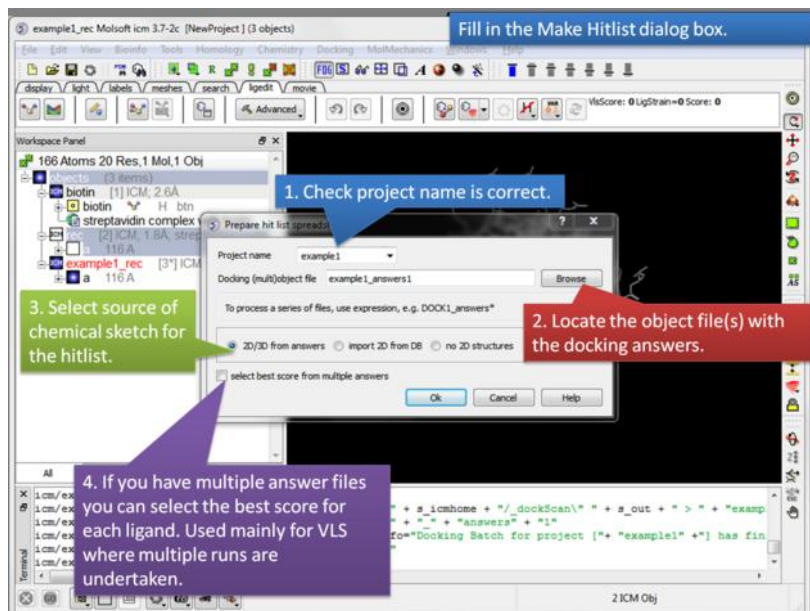 example1_rec Molsoft icm 3.7-2c [NewProject] (3 objects)
Fill in the Make Hitlist dialog box.
File Edit View Bioinfo Tools Homology Chemistry Docking MolMechanics Windows Help
display light labels meshes search ligedit movie
Advanced
VlsScore: 0 LigStrain=0 Score: 0
Workspace Panel
166 Atoms 20 Res,1 Mol,1 Obj
objects (3 items)
biotin [1] ICM; 2.6Å
biotin H btn
streptavidin complex
rec [2] ICM, 1.8Å, strep
a 116 A
example1_rec [3*] ICM
a 116 A
1. Check project name is correct.
Prepare hit list spreads
Project name example1
Docking (multi)object file example1_answers1 Browse
To process a series of files, use expression, e.g. DOCK1_answers*
2D/3D from answers import 2D from DB no 2D structures
select best score from multiple answers
Ok Cancel Help
2. Locate the object file(s) with
the docking answers.
3. Select source of
chemical sketch for
the hitlist.
4. If you have multiple answer files
you can select the best score for
each ligand. Used mainly for VLS
where multiple runs are
undertaken.
All
Terminal
icm/ex " + s_icmhome + "/_dockScan\" " + s_out + " > " + "examp
icm/ex " + "_" + "answers" + "1"
icm/ex fo="Docking Batch for project ["+ "example1" +"] has fin
icm/ex
icm/ex
2 ICM Obj